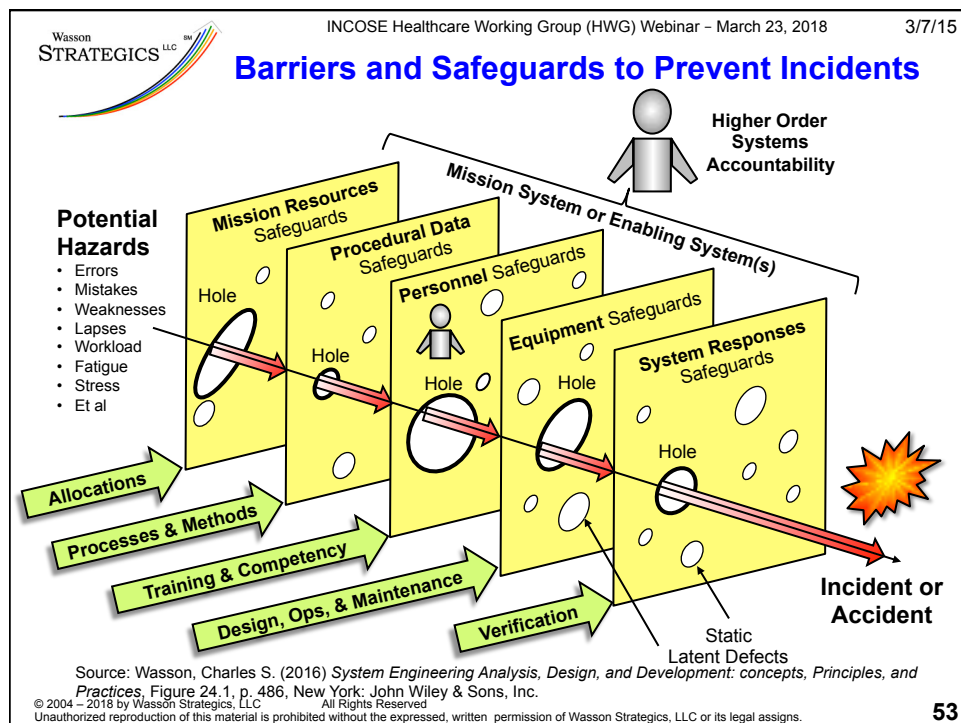 INCOSE Healthcare Working Group (HWG) Webinar – March 23, 2018
3/7/15
Wasson
STRATEGICS LLC
SM
Barriers and Safeguards to Prevent Incidents
Higher Order
Systems
Accountability
Mission System or Enabling System(s)
Potential
Hazards
• Errors
• Mistakes
• Weaknesses
• Lapses
• Workload
• Fatigue
• Stress
• Et al
Mission Resources
Safeguards
Hole
Procedural Data
Safeguards
Hole
Personnel Safeguards
Hole
Equipment Safeguards
Hole
System Responses
Safeguards
Hole
Allocations
Processes & Methods
Training & Competency
Design, Ops, & Maintenance
Verification
Static
Latent Defects
Incident or
Accident
Source: Wasson, Charles S. (2016) System Engineering Analysis, Design, and Development: concepts, Principles, and
Practices, Figure 24.1, p. 486, New York: John Wiley & Sons, Inc.
© 2004 – 2018 by Wasson Strategics, LLC All Rights Reserved
Unauthorized reproduction of this material is prohibited without the expressed, written permission of Wasson Strategics, LLC or its legal assigns.
53